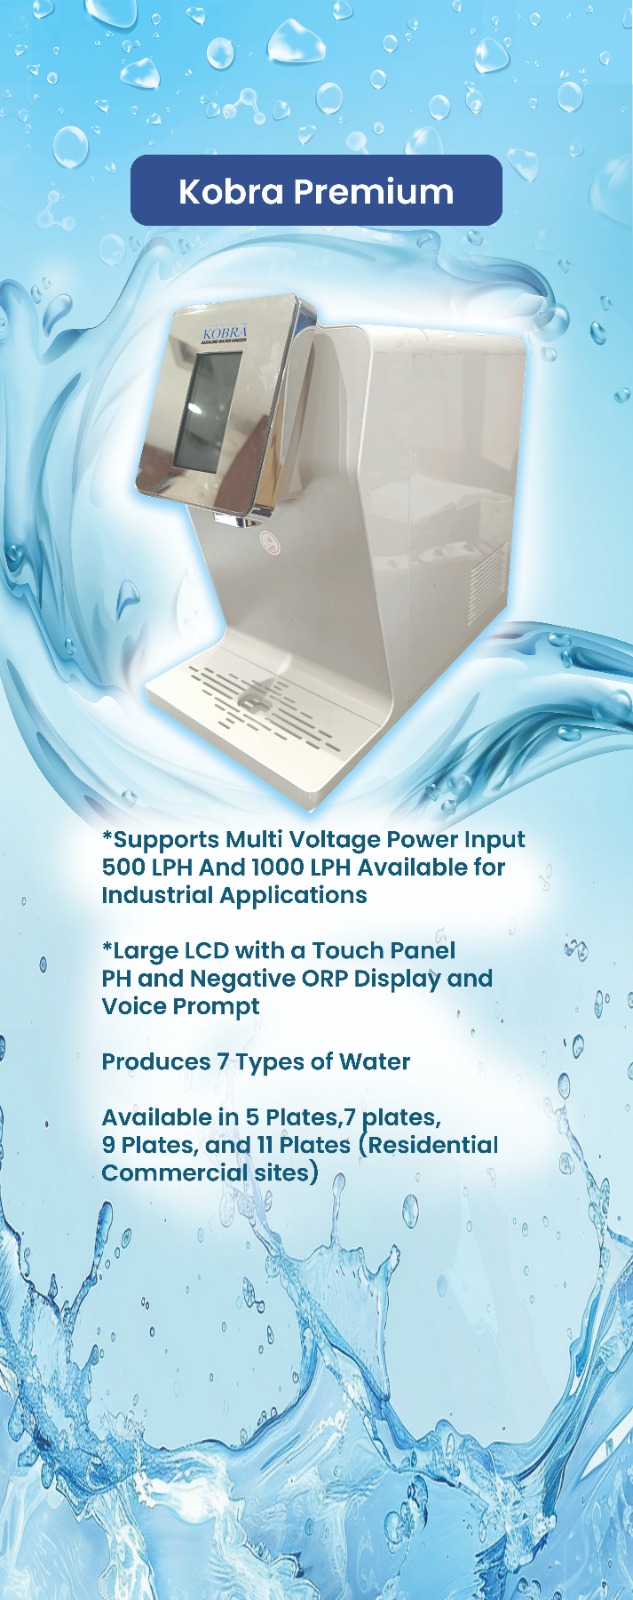 Kobra Premium
KOBRA
ALKALINE WATER IONIZER
*Supports Multi Voltage Power Input
500 LPH And 1000 LPH Available for
Industrial Applications
*Large LCD with a Touch Panel
PH and Negative ORP Display and
Voice Prompt
Produces 7 Types of Water
Available in 5 Plates,7 plates,
9 Plates, and 11 Plates (Residential
Commercial sites)